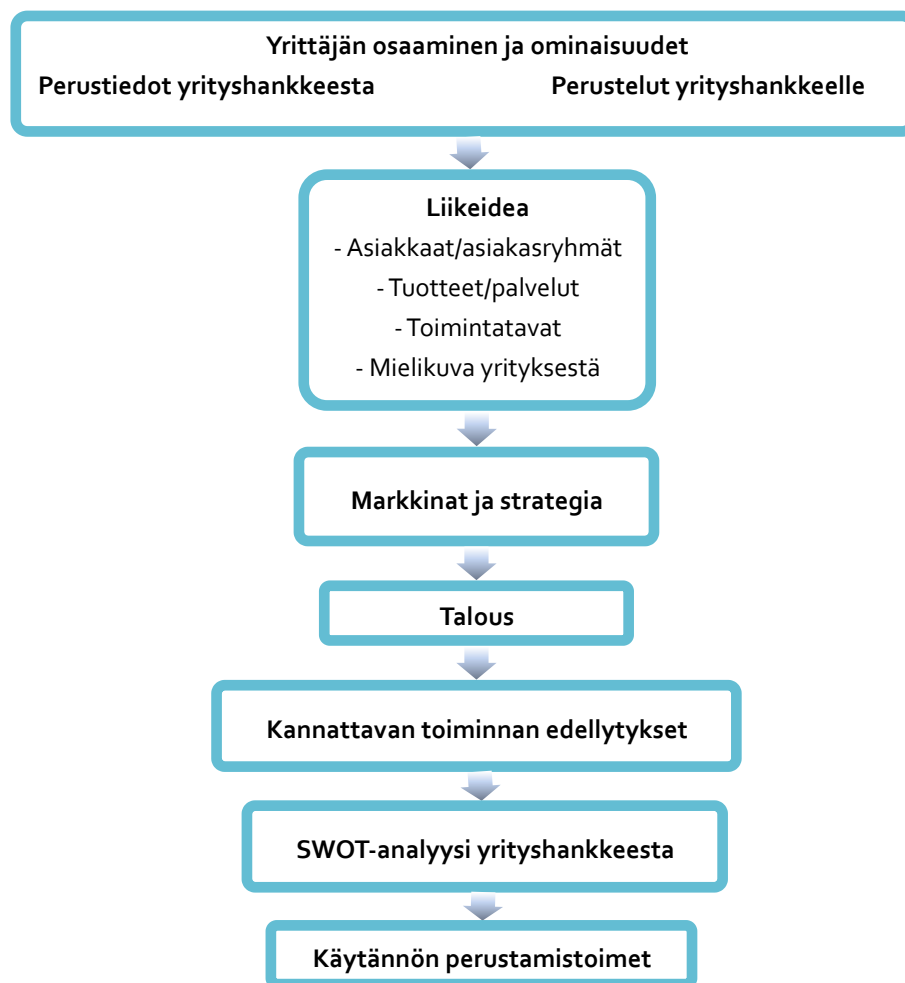 Yrittäjän osaaminen ja ominaisuudet
Perustiedot yrityshankkeesta Perustelut yrityshankkeelle
Liikeidea
- Asiakkaat/asiakasryhmät
- Tuotteet/palvelut
- Toimintatavat
- Mielikuva yrityksestä
Markkinat ja strategia
Talous
Kannattavan toiminnan edellytykset
SWOT-analyysi yrityshankkeesta
Käytännön perustamistoimet